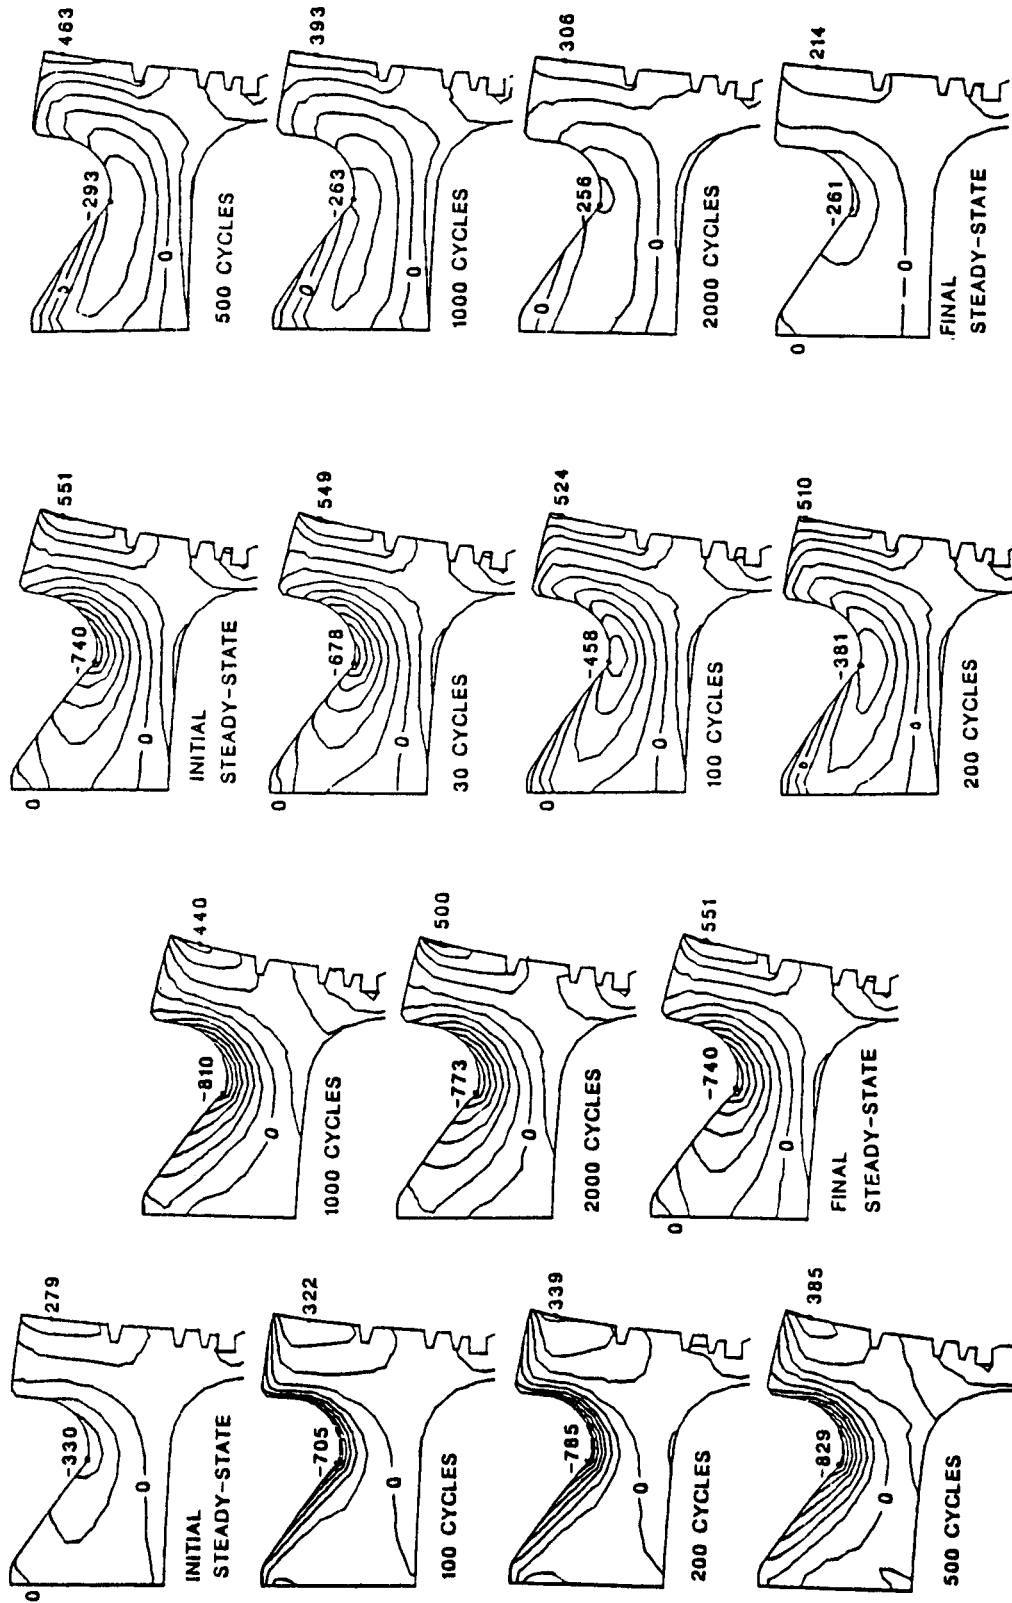 463
-293
0
0
500 CYCLES
393
-263
0
0
1000 CYCLES
306
-256
0
0
2000 CYCLES
214
-261
0
0
FINAL
STEADY-STATE
551
-740
0
0
INITIAL
STEADY-STATE
549
-678
0
0
30 CYCLES
524
-458
0
0
100 CYCLES
510
-381
0
0
200 CYCLES
440
-810
0
1000 CYCLES
500
-773
0
2000 CYCLES
551
-740
0
0
FINAL
STEADY-STATE
279
-330
0
0
INITIAL
STEADY-STATE
322
-705
0
100 CYCLES
339
-785
0
200 CYCLES
385
-829
0
500 CYCLES